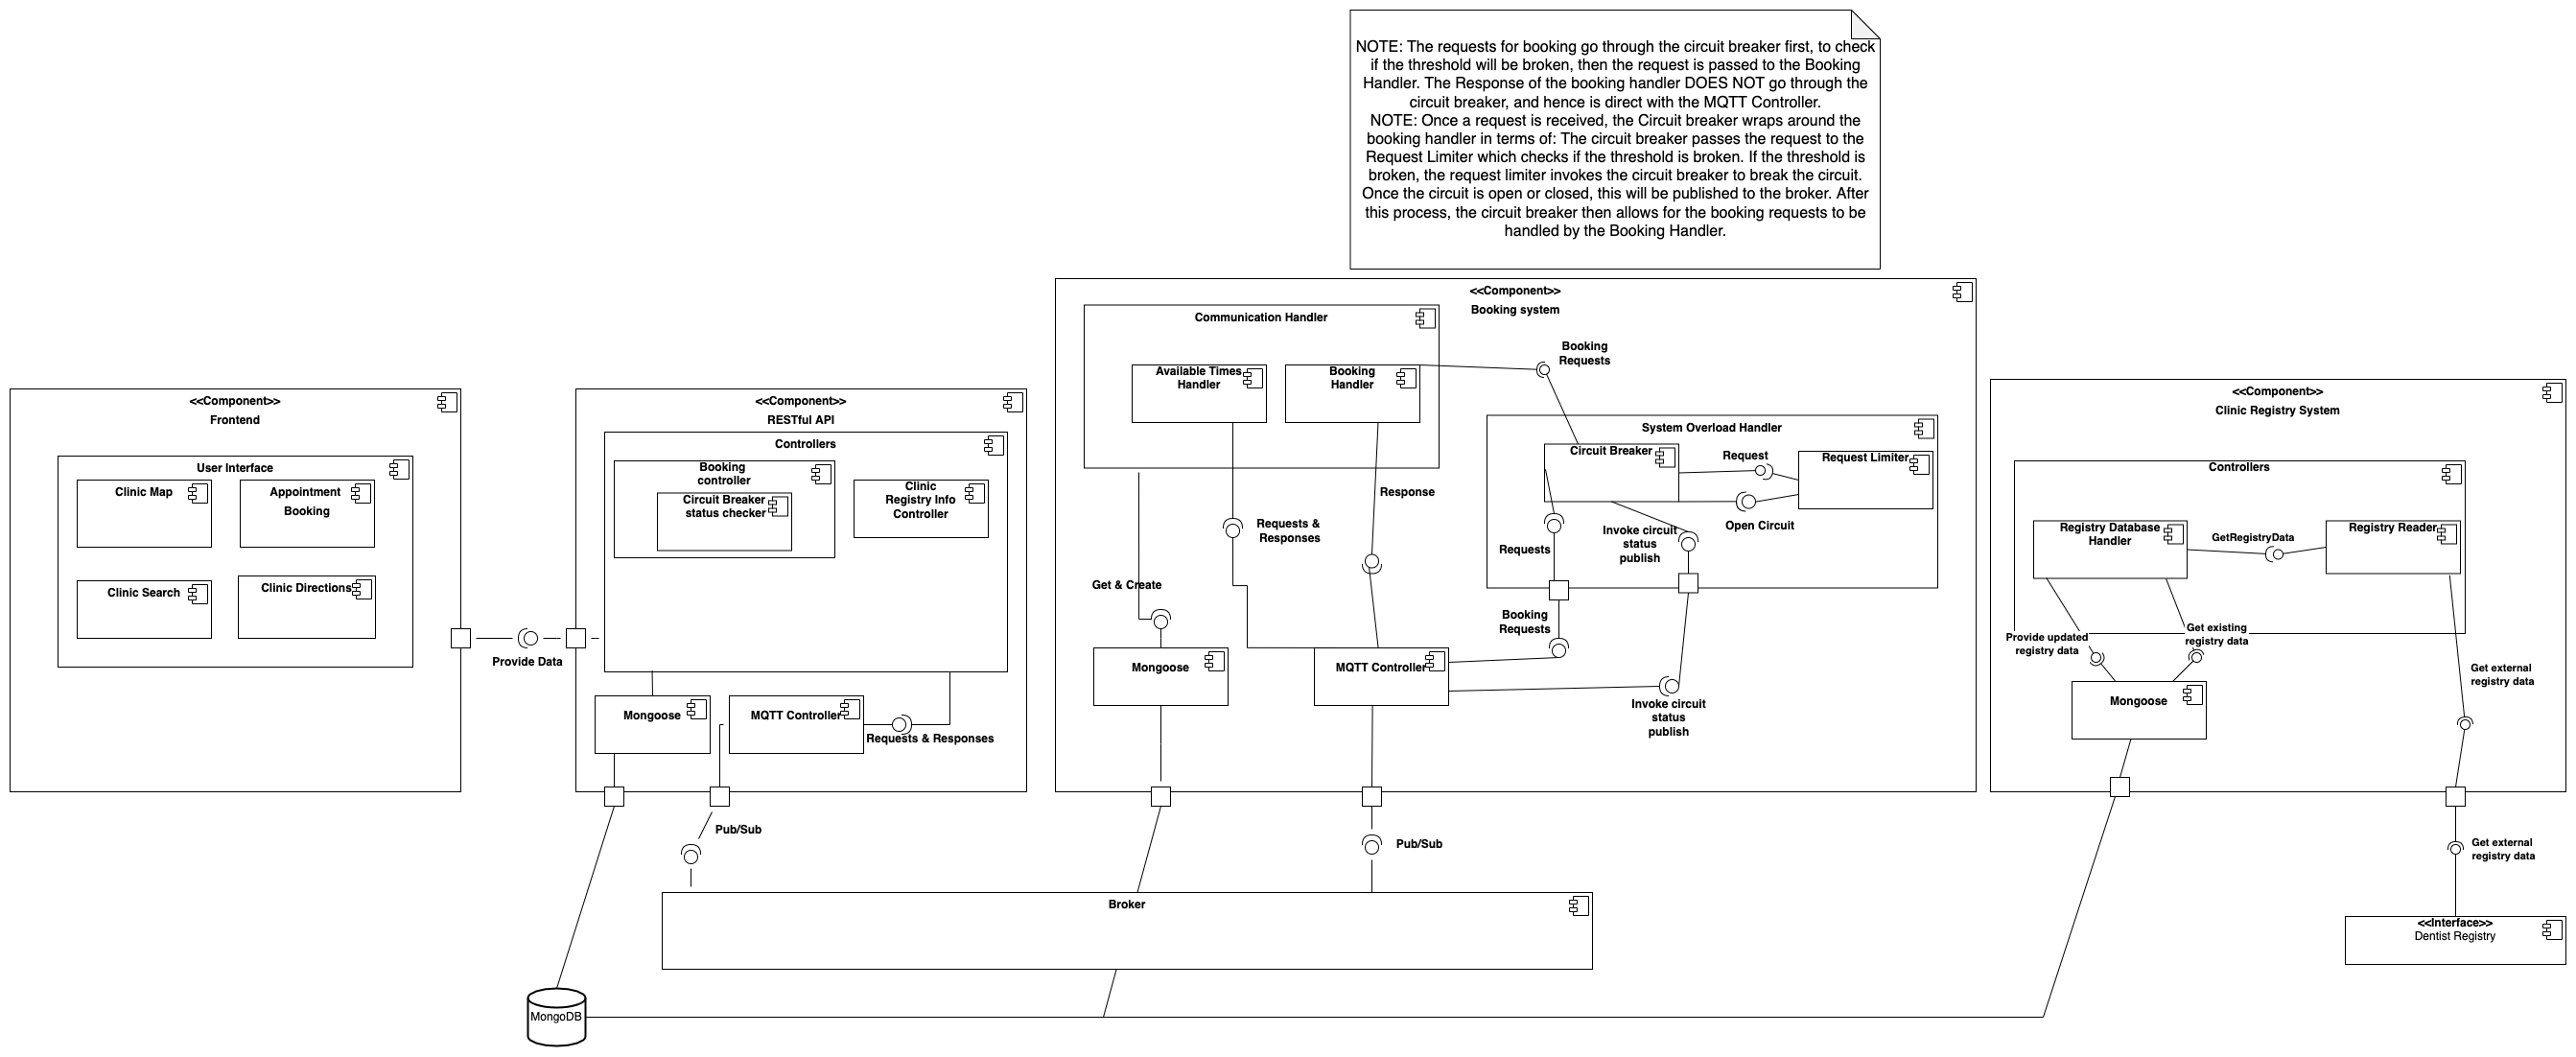 NOTE: The requests for booking go through the circuit breaker first, to check
if the threshold will be broken, then the request is passed to the Booking
Handler. The Response of the booking handler DOES NOT go through the
circuit breaker, and hence is direct with the MQTT Controller.
NOTE: Once a request is received, the Circuit breaker wraps around the
booking handler in terms of: The circuit breaker passes the request to the
Request Limiter which checks if the threshold is broken. If the threshold is
broken, the request limiter invokes the circuit breaker to break the circuit.
Once the circuit is open or closed, this will be published to the broker. After
this process, the circuit breaker then allows for the booking requests to be
handled by the Booking Handler.
<<Component>>
Frontend
User Interface
Clinic Map
Appointment
Booking
Clinic Search
Clinic Directions
Provide Data
<<Component>>
RESTful API
Controllers
Booking
controller
Circuit Breaker
status checker
Clinic
Registry Info
Controller
Mongoose
MQTT Controller
Requests & Responses
Pub/Sub
<<Component>>
Booking system
Communication Handler
Available Times
Handler
Booking
Handler
Booking
Requests
System Overload Handler
Circuit Breaker
Request
Request Limiter
Open Circuit
Response
Requests &
Responses
Requests
Invoke circuit
status
publish
Get & Create
Booking
Requests
Mongoose
MQTT Controller
Invoke circuit
status
publish
Pub/Sub
<<Component>>
Clinic Registry System
Controllers
Registry Database
Handler
GetRegistryData
Registry Reader
Provide updated
registry data
Get existing
registry data
Get external
registry data
Mongoose
Get external
registry data
<<Interface>>
Dentist Registry
Broker
MongoDB